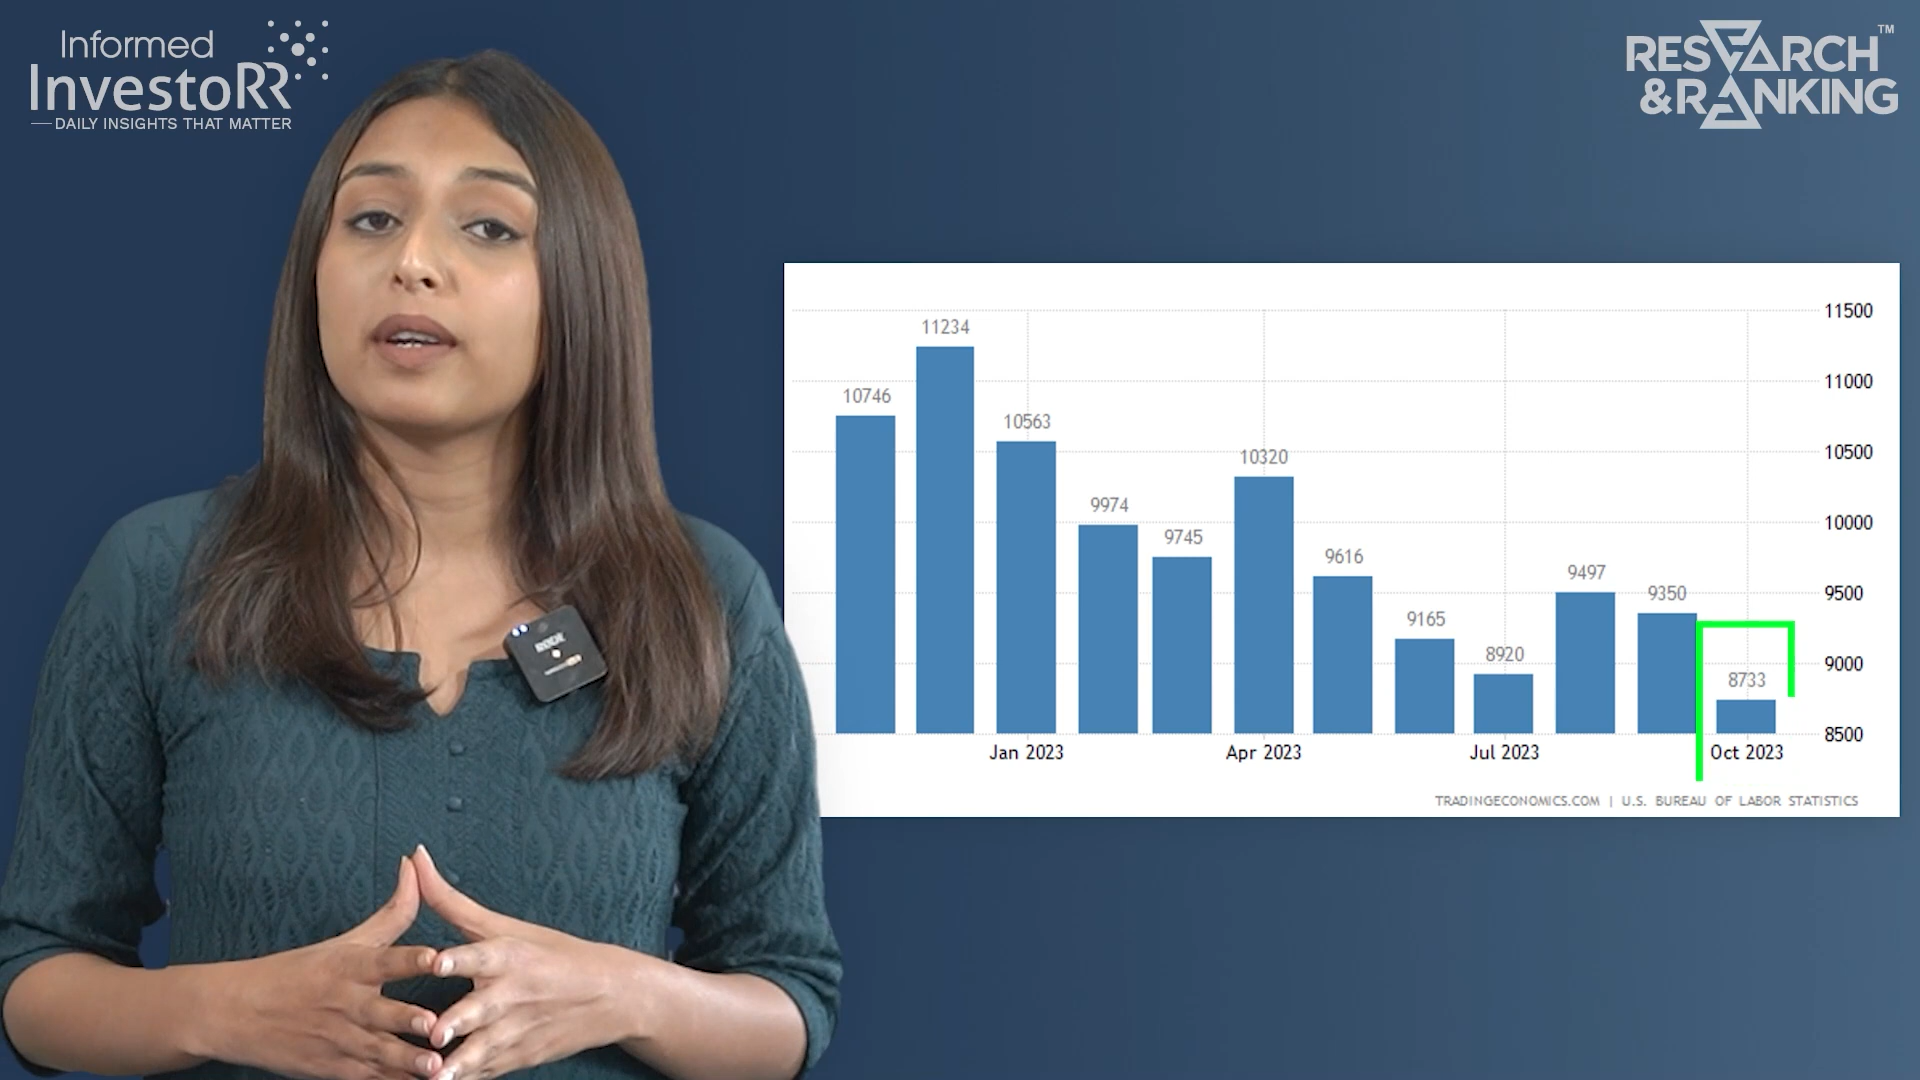 Informed
InvestoRR
DAILY INSIGHTS THAT MATTER
RESEARCH™
&RANKING
11500
11000
10500
10000
9500
9000
8500
10746
11234
10563
9974
9745
10320
9616
9165
8920
9497
9350
8733
Jan 2023
Apr 2023
Jul 2023
Oct 2023
TRADINGECONOMICS.COM | U.S. BUREAU OF LABOR STATISTICS